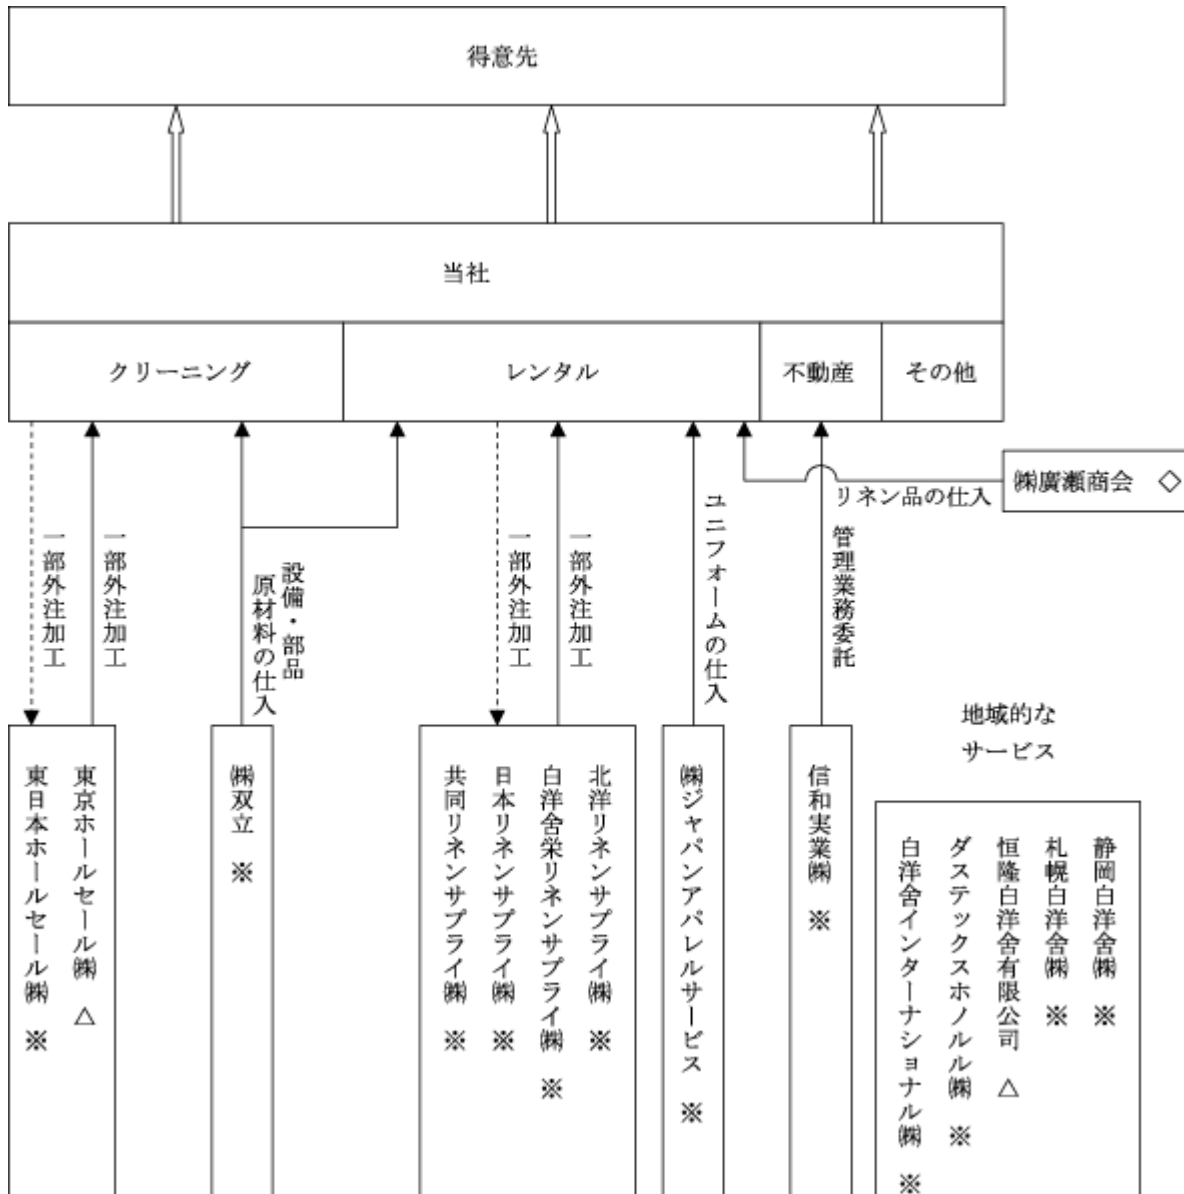 得意先
当社
クリーニング
レンタル
不動産
その他
㈱廣瀬商会 ◇
リネン品の仕入
一部外注加工
一部外注加工
設備・部品
原材料の仕入
一部外注加工
一部外注加工
ユニフォームの仕入
管理業務委託
地域的な
サービス
東京ホールセール㈱ △
東日本ホールセール㈱ ※
㈱双立 ※
北洋リネンサプライ㈱ ※
白洋舍栄リネンサプライ㈱ ※
日本リネンサプライ㈱ ※
共同リネンサプライ㈱ ※
㈱ジャパンアパレルサービス ※
信和実業㈱ ※
静岡白洋舍㈱ ※
札幌白洋舍㈱ ※
恒隆白洋舍有限公司 △
ダステックスホノルル㈱ ※
白洋舍インターナショナル㈱ ※